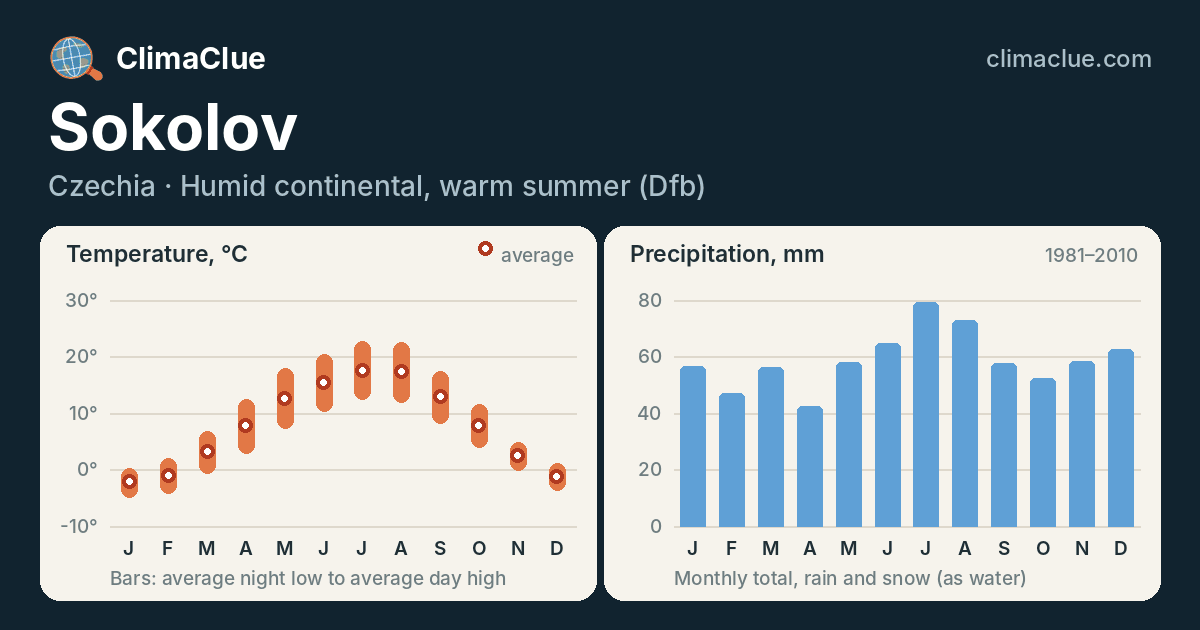 ClimaClue
climaclue.com
Sokolov
Czechia · Humid continental, warm summer (Dfb)
Temperature, °C
average
30°
20°
10°
0°
-10°
J F M A M J J A S O N D
Bars: average night low to average day high
Precipitation, mm
1981–2010
80
60
40
20
0
J F M A M J J A S O N D
Monthly total, rain and snow (as water)